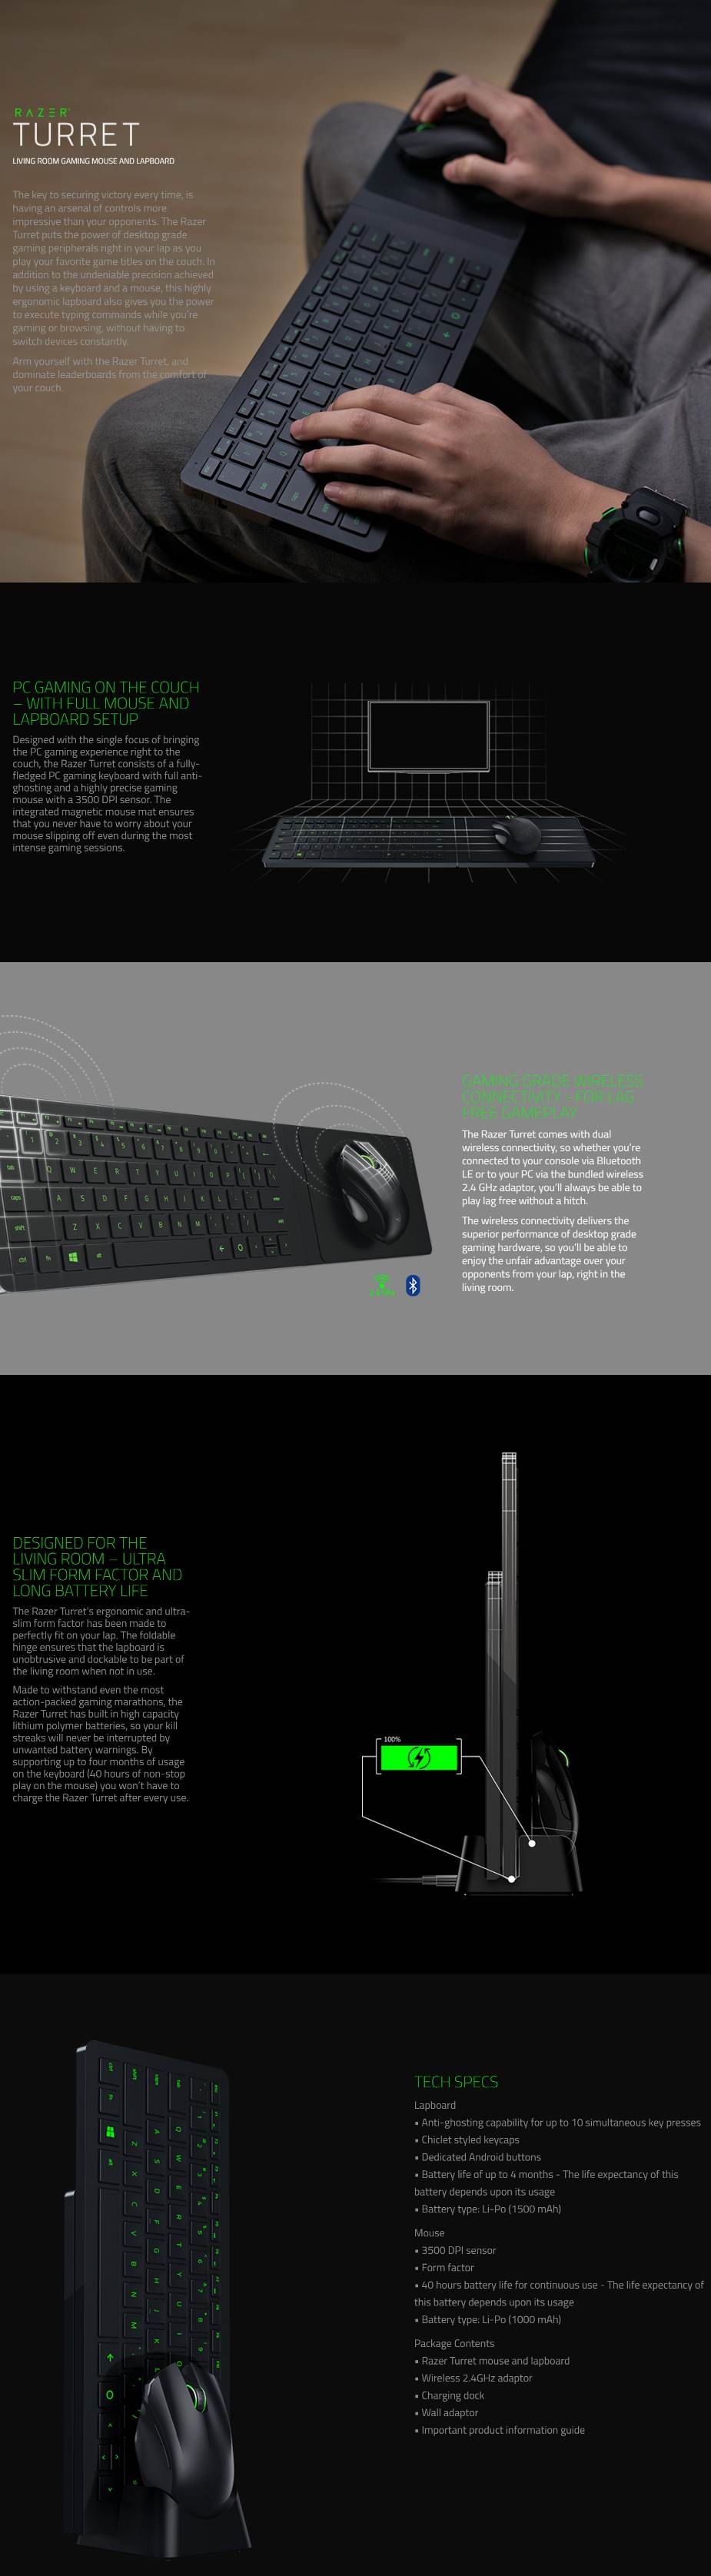 RAZER
TURRET
LIVING ROOM GAMING MOUSE AND LAPBOARD
The key to securing victory every time, is
having an arsenal of controls more
impressive than your opponents. The Razer
Turret puts the power of desktop grade
gaming peripherals right in your lap as you
play your favorite game titles on the couch. In
addition to the undeniable precision achieved
by using a keyboard and a mouse, this highly
ergonomic lapboard also gives you the power
to execute typing commands while you're
gaming or browsing, without having to
switch devices constantly.
Arm yourself with the Razer Turret, and
dominate leaderboards from the comfort of
your couch.
PC GAMING ON THE COUCH
– WITH FULL MOUSE AND
LAPBOARD SETUP
Designed with the single focus of bringing
the PC gaming experience right to the
couch, the Razer Turret consists of a fully-
fledged PC gaming keyboard with full anti-
ghosting and a highly precise gaming
mouse with a 3500 DPI sensor. The
integrated magnetic mouse mat ensures
that you never have to worry about your
mouse slipping off even during the most
intense gaming sessions.
GAMING GRADE WIRELESS
CONNECTIVITY - FOR LAG
FREE GAMEPLAY
The Razer Turret comes with dual
wireless connectivity, so whether you're
connected to your console via Bluetooth
LE or to your PC via the bundled wireless
2.4 GHz adaptor, you'll always be able to
play lag free without a hitch.
The wireless connectivity delivers the
superior performance of desktop grade
gaming hardware, so you'll be able to
enjoy the unfair advantage over your
opponents from your lap, right in the
living room.
tab Q W E R T Y U I O P
caps A S D F G H J K L
shift Z X C V B N M
ctrl fn alt
DESIGNED FOR THE
LIVING ROOM – ULTRA
SLIM FORM FACTOR AND
LONG BATTERY LIFE
The Razer Turret's ergonomic and ultra-
slim form factor has been made to
perfectly fit on your lap. The foldable
hinge ensures that the lapboard is
unobtrusive and dockable to be part of
the living room when not in use.
Made to withstand even the most
action-packed gaming marathons, the
Razer Turret has built in high capacity
lithium polymer batteries, so your kill
streaks will never be interrupted by
unwanted battery warnings. By
supporting up to four months of usage
on the keyboard (40 hours of non-stop
play on the mouse) you won't have to
charge the Razer Turret after every use.
100%
TECH SPECS
Lapboard
▪ Anti-ghosting capability for up to 10 simultaneous key presses
▪ Chiclet styled keycaps
▪ Dedicated Android buttons
▪ Battery life of up to 4 months - The life expectancy of this
battery depends upon its usage
▪ Battery type: Li-Po (1500 mAh)
Mouse
▪ 3500 DPI sensor
▪ Form factor
▪ 40 hours battery life for continuous use - The life expectancy of
this battery depends upon its usage
▪ Battery type: Li-Po (1000 mAh)
Package Contents
▪ Razer Turret mouse and lapboard
▪ Wireless 2.4GHz adaptor
▪ Charging dock
▪ Wall adaptor
▪ Important product information guide